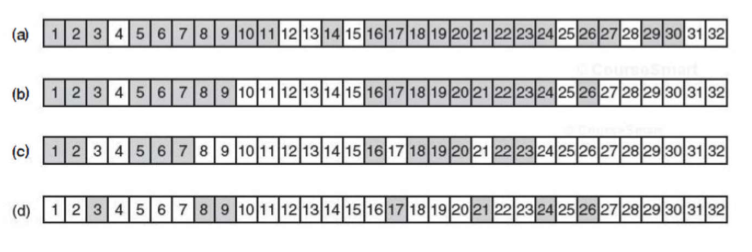 (a) 1 2 3 4 5 6 7 8 9 10 11 12 13 14 15 16 17 18 19 20 21 22 23 24 25 26 27 28 29 30 31 32
© CourseSmart
(b) 1 2 3 4 5 6 7 8 9 10 11 12 13 14 15 16 17 18 19 20 21 22 23 24 25 26 27 28 29 30 31 32
© CourseSmart
(c) 1 2 3 4 5 6 7 8 9 10 11 12 13 14 15 16 17 18 19 20 21 22 23 24 25 26 27 28 29 30 31 32
(d) 1 2 3 4 5 6 7 8 9 10 11 12 13 14 15 16 17 18 19 20 21 22 23 24 25 26 27 28 29 30 31 32